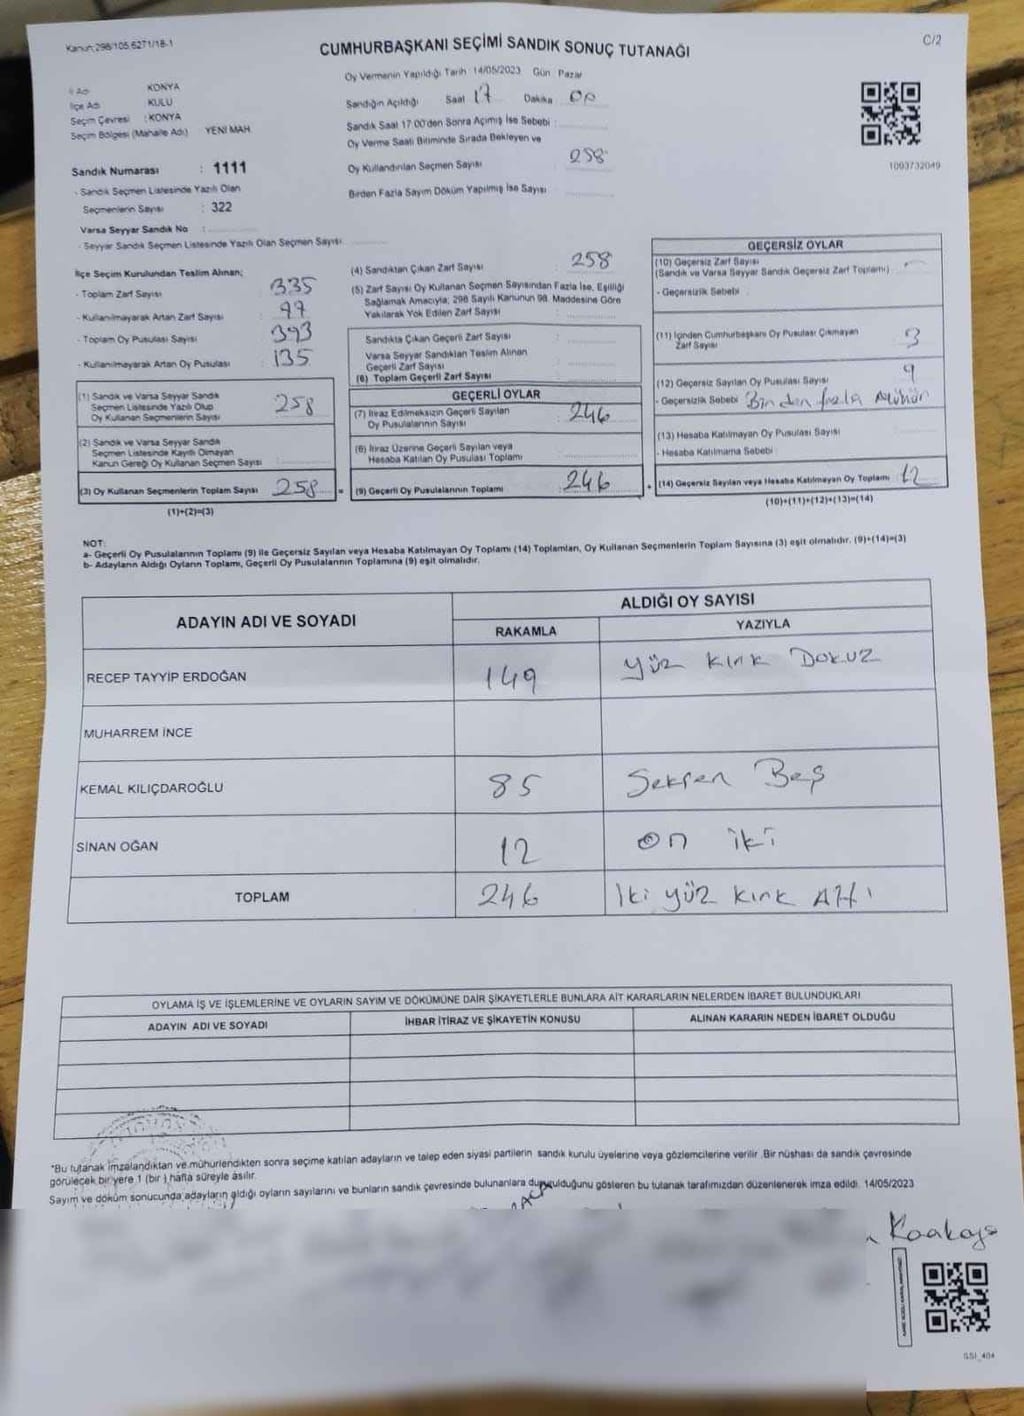 Kanun:298/105,6271/18-1
C/2
CUMHURBAŞKANI SEÇİMİ SANDIK SONUÇ TUTANAĞI
Oy Vermenin Yapıldığı Tarih 14/05/2023 Gün Pazar
İl Adı KONYA
İlçe Adı KULU
Seçim Çevresi : KONYA
Seçim Bölgesi (Mahalle Adı) YENİ MAH.
Sandığın Açıldığı Saat 17 Dakika 00
Sandık Saat 17.00'den Sonra Açımış İse Sebebi :
Oy Verme Saati Bitiminde Sırada Bekleyen ve
Oy Kullandırılan Seçmen Sayısı 258
Birden Fazla Sayım Döküm Yapılmış İse Sayısı
1093732049
Sandık Numarası : 1111
- Sandık Seçmen Listesinde Yazılı Olan
Seçmenlerin Sayısı : 322
Varsa Seyyar Sandık No :
- Seyyar Sandık Seçmen Listesinde Yazılı Olan Seçmen Sayısı
İlçe Seçim Kurulundan Teslim Alınan;
- Toplam Zarf Sayısı : 335
- Kullanılmayarak Artan Zarf Sayısı : 77
- Toplam Oy Pusulası Sayısı : 393
- Kullanılmayarak Artan Oy Pusulası : 135
(1) Sandık ve Varsa Seyyar Sandık
Seçmen Listesinde Yazılı Olup
Oy Kullanan Seçmenlerin Sayısı 258
(2) Sandık ve Varsa Seyyar Sandık
Seçmen Listesinde Kayıtlı Olmayan
Kanun Gereği Oy Kullanan Seçmen Sayısı
(3) Oy Kullanan Seçmenlerin Toplam Sayısı 258 =
(1)+(2)=(3)
(4) Sandıktan Çıkan Zarf Sayısı : 258
(5) Zarf Sayısı Oy Kullanan Seçmen Sayısından Fazla İse, Eşitliği
Sağlamak Amacıyla; 298 Sayılı Kanunun 98. Maddesine Göre
Yakılarak Yok Edilen Zarf Sayısı
Sandıkta Çıkan Geçerli Zarf Sayısı :
Varsa Seyyar Sandıktan Teslim Alınan
Geçerli Zarf Sayısı
(6) Toplam Geçerli Zarf Sayısı
GEÇERLİ OYLAR
(7) İtiraz Edilmeksizin Geçerli Sayılan
Oy Pusulalarının Sayısı : 246
(8) İtiraz Üzerine Geçerli Sayılan veya
Hesaba Katılan Oy Pusulası Toplamı
(9) Geçerli Oy Pusulalarının Toplamı : 246 +
GEÇERSİZ OYLAR
(10) Geçersiz Zarf Sayısı
(Sandık ve Varsa Seyyar Sandık Geçersiz Zarf Toplamı)
- Geçersizlik Sebebi
(11) İçinden Cumhurbaşkanı Oy Pusulası Çıkmayan
Zarf Sayısı 3
(12) Geçersiz Sayılan Oy Pusulası Sayısı 9
- Geçersizlik Sebebi Birden fazla Mühür
(13) Hesaba Katılmayan Oy Pusulası Sayısı
- Hesaba Katılmama Sebebi
(14) Geçersiz Sayılan veya Hesaba Katılmayan Oy Toplamı 12
(10)+(11)+(12)+(13)=(14)
NOT:
a- Geçerli Oy Pusulalarının Toplamı (9) ile Geçersiz Sayılan veya Hesaba Katılmayan Oy Toplamı (14) Toplamları, Oy Kullanan Seçmenlerin Toplam Sayısına (3) eşit olmalıdır. (9)+(14)=(3)
b- Adayların Aldığı Oyların Toplamı, Geçerli Oy Pusulalarının Toplamına (9) eşit olmalıdır.
ADAYIN ADI VE SOYADI
ALDIĞI OY SAYISI
RAKAMLA YAZIYLA
RECEP TAYYİP ERDOĞAN 149 Yüz kırk Dokuz
MUHARREM İNCE
KEMAL KILIÇDAROĞLU 85 Seksen Beş
SİNAN OĞAN 12 on iki
TOPLAM 246 İki yüz kırk Altı
OYLAMA İŞ VE İŞLEMLERİNE VE OYLARIN SAYIM VE DÖKÜMÜNE DAİR ŞİKAYETLERLE BUNLARA AİT KARARLARIN NELERDEN İBARET BULUNDUKLARI
ADAYIN ADI VE SOYADI İHBAR İTİRAZ VE ŞİKAYETİN KONUSU ALINAN KARARIN NEDEN İBARET OLDUĞU
*Bu tutanak imzalandıktan ve mühürlendikten sonra seçime katılan adayların ve talep eden siyasi partilerin sandık kurulu üyelerine veya gözlemcilerine verilir. Bir nüshası da sandık çevresinde
görülecek bir yere 1 (bir ) hafta süreyle asılır.
Sayım ve döküm sonucunda adayların aldığı oyların sayılarını ve bunların sandık çevresinde bulunanlara duyurulduğunu gösteren bu tutanak tarafımızdan düzenlenerek imza edildi. 14/05/2023
GSI_404